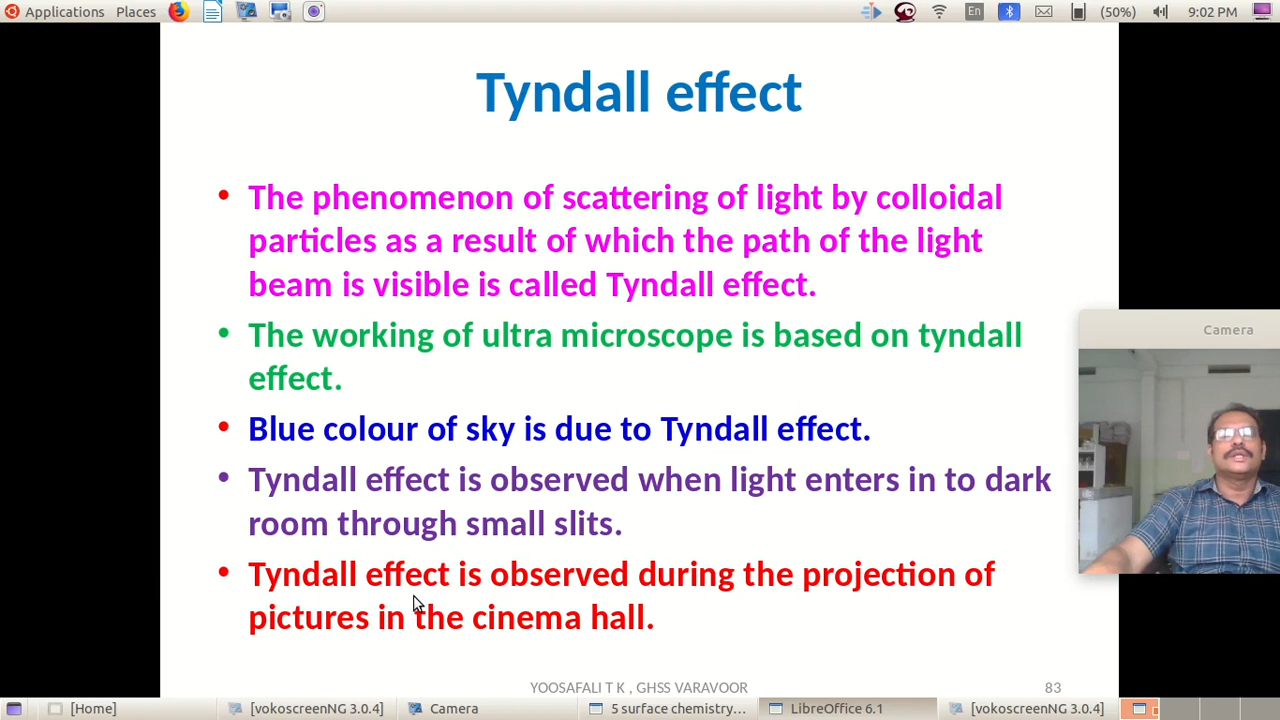 Applications Places En (50%) 9:02 PM
Tyndall effect
• The phenomenon of scattering of light by colloidal
particles as a result of which the path of the light
beam is visible is called Tyndall effect.
• The working of ultra microscope is based on tyndall
effect.
• Blue colour of sky is due to Tyndall effect.
• Tyndall effect is observed when light enters in to dark
room through small slits.
• Tyndall effect is observed during the projection of
pictures in the cinema hall.
Camera
YOOSAFALI T K , GHSS VARAVOOR 83
[Home] [vokoscreenNG 3.0.4] Camera 5 surface chemistry... LibreOffice 6.1 [vokoscreenNG 3.0.4]